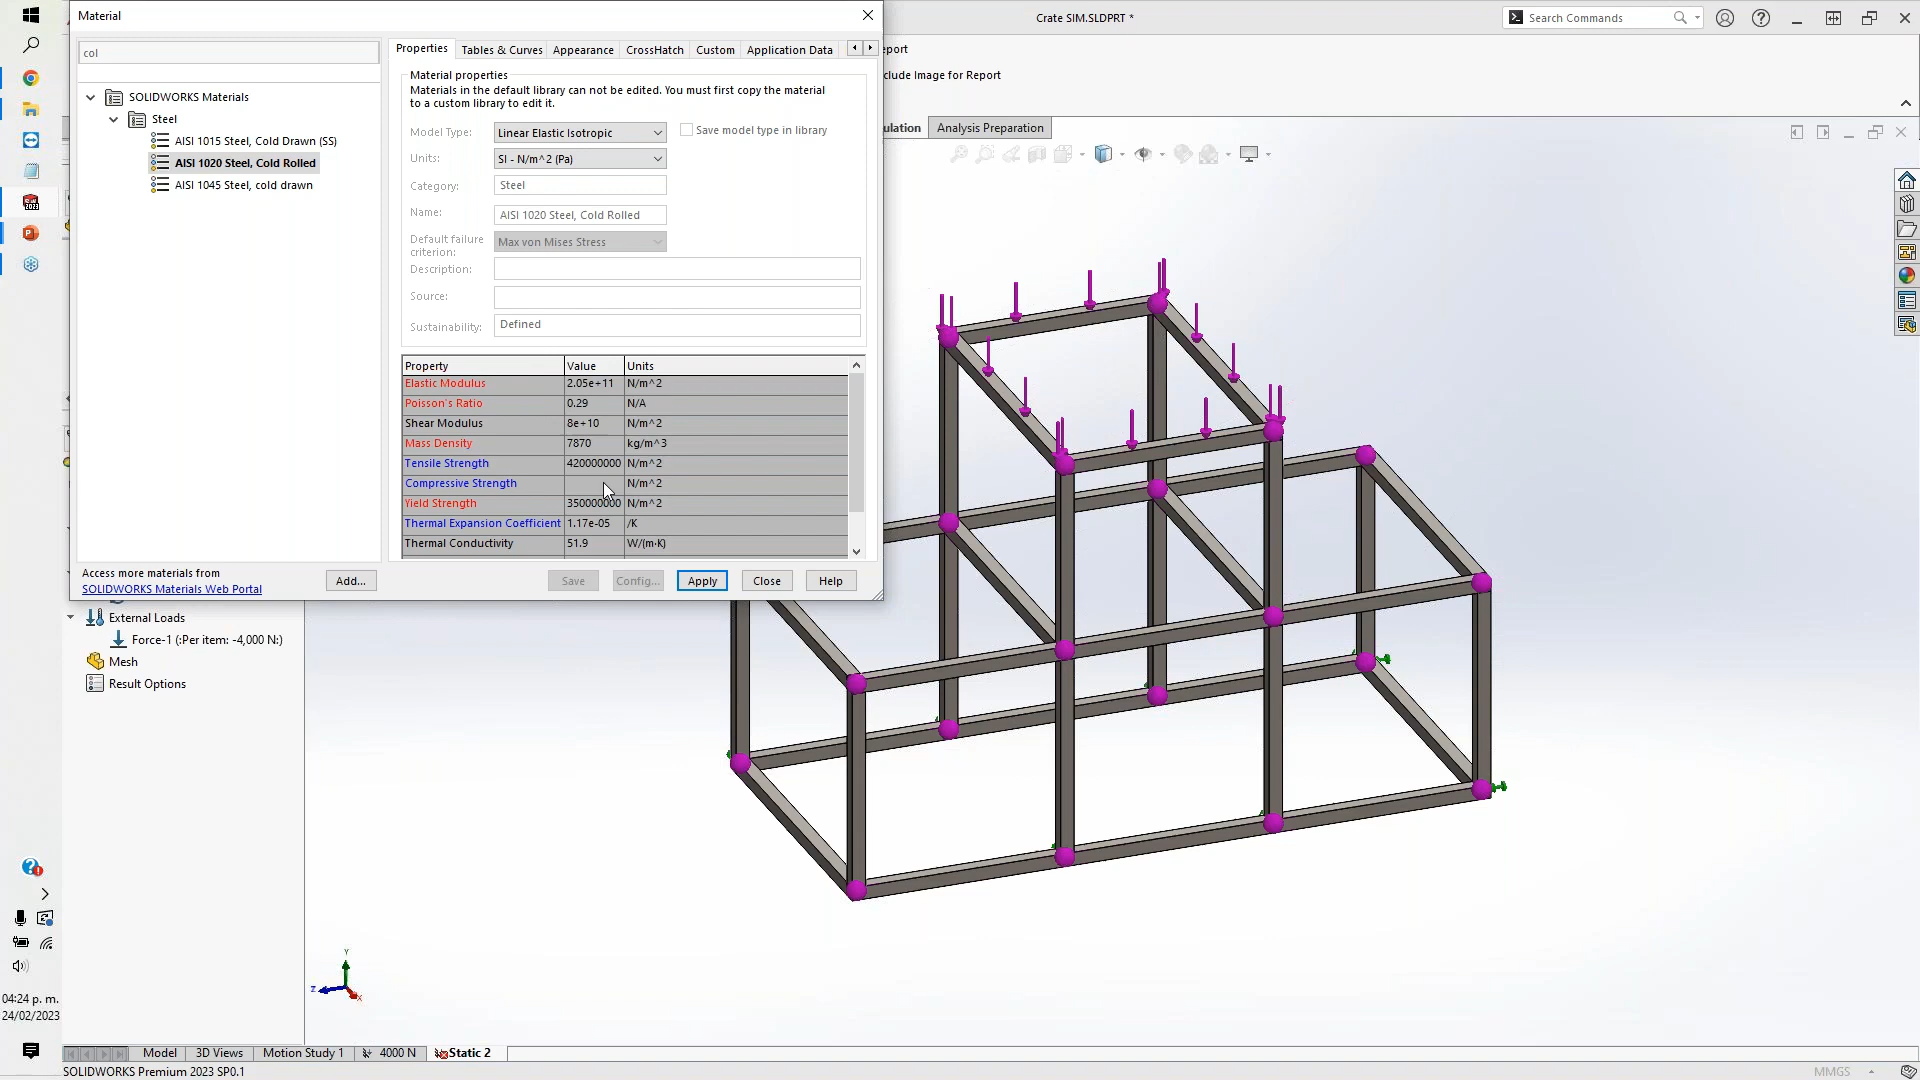 Material
Crate SIM.SLDPRT *
Search Commands
col
SOLIDWORKS Materials
Steel
AISI 1015 Steel, Cold Drawn (SS)
AISI 1020 Steel, Cold Rolled
AISI 1045 Steel, cold drawn
Properties Tables & Curves Appearance CrossHatch Custom Application Data
Material properties
Materials in the default library can not be edited. You must first copy the material
to a custom library to edit it.
Model Type: Linear Elastic Isotropic Save model type in library
Units: SI - N/m^2 (Pa)
Category: Steel
Name: AISI 1020 Steel, Cold Rolled
Default failure
criterion: Max von Mises Stress
Description:
Source:
Sustainability: Defined
Property Value Units
Elastic Modulus 2.05e+11 N/m^2
Poisson's Ratio 0.29 N/A
Shear Modulus 8e+10 N/m^2
Mass Density 7870 kg/m^3
Tensile Strength 420000000 N/m^2
Compressive Strength N/m^2
Yield Strength 350000000 N/m^2
Thermal Expansion Coefficient 1.17e-05 /K
Thermal Conductivity 51.9 W/(m·K)
Access more materials from
SOLIDWORKS Materials Web Portal
Add... Save Config... Apply Close Help
port
clude Image for Report
ulation Analysis Preparation
External Loads
Force-1 (:Per item: -4,000 N:)
Mesh
Result Options
Y
Z
X
04:24 p. m.
24/02/2023
Model 3D Views Motion Study 1 4000 N Static 2
SOLIDWORKS Premium 2023 SP0.1
MMGS